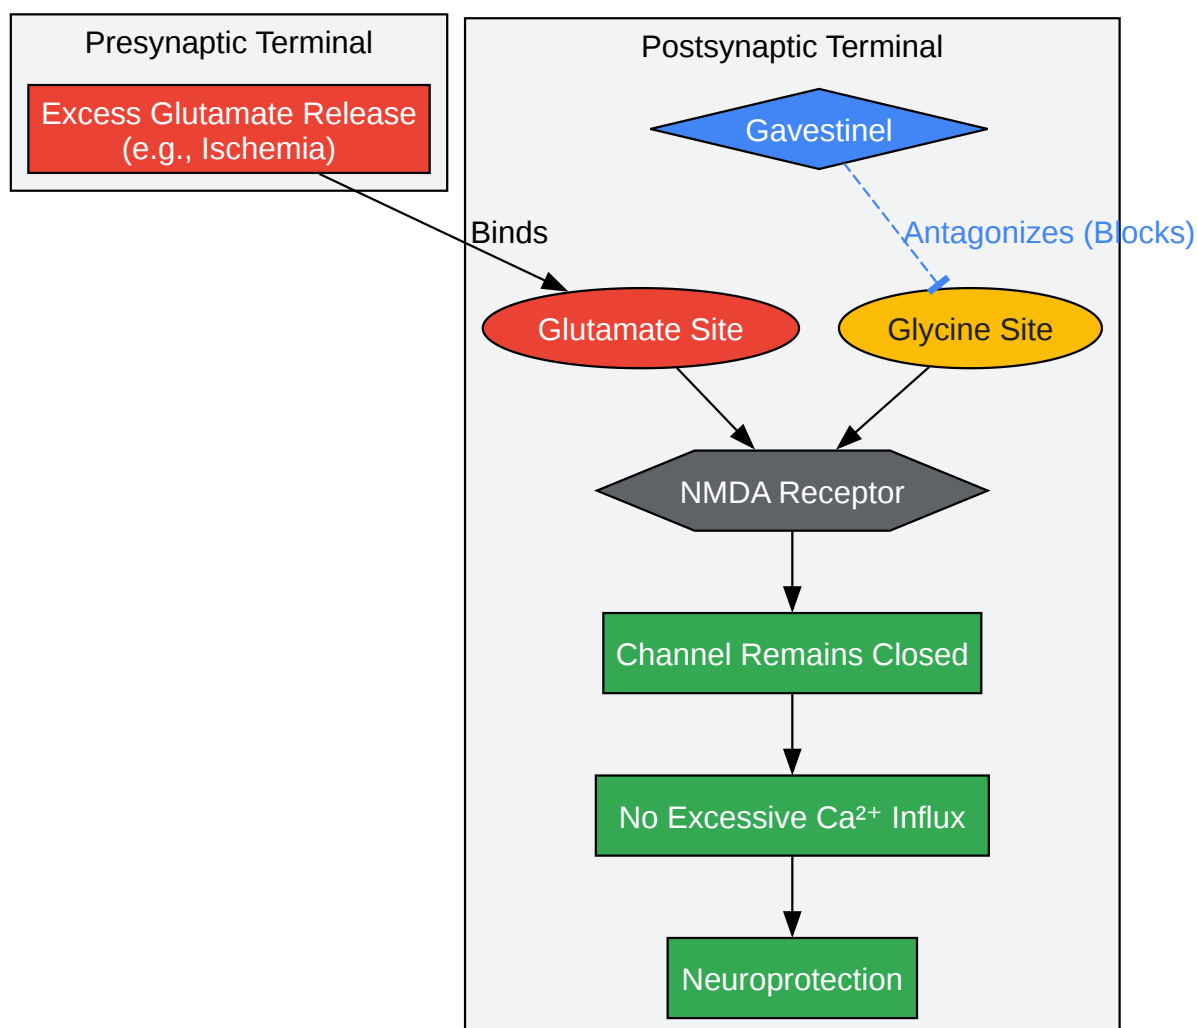 Presynaptic Terminal
Excess Glutamate Release
(e.g., Ischemia)
Postsynaptic Terminal
Gavestinel
Binds
Antagonizes (Blocks)
Glutamate Site
Glycine Site
NMDA Receptor
Channel Remains Closed
No Excessive Ca²⁺ Influx
Neuroprotection